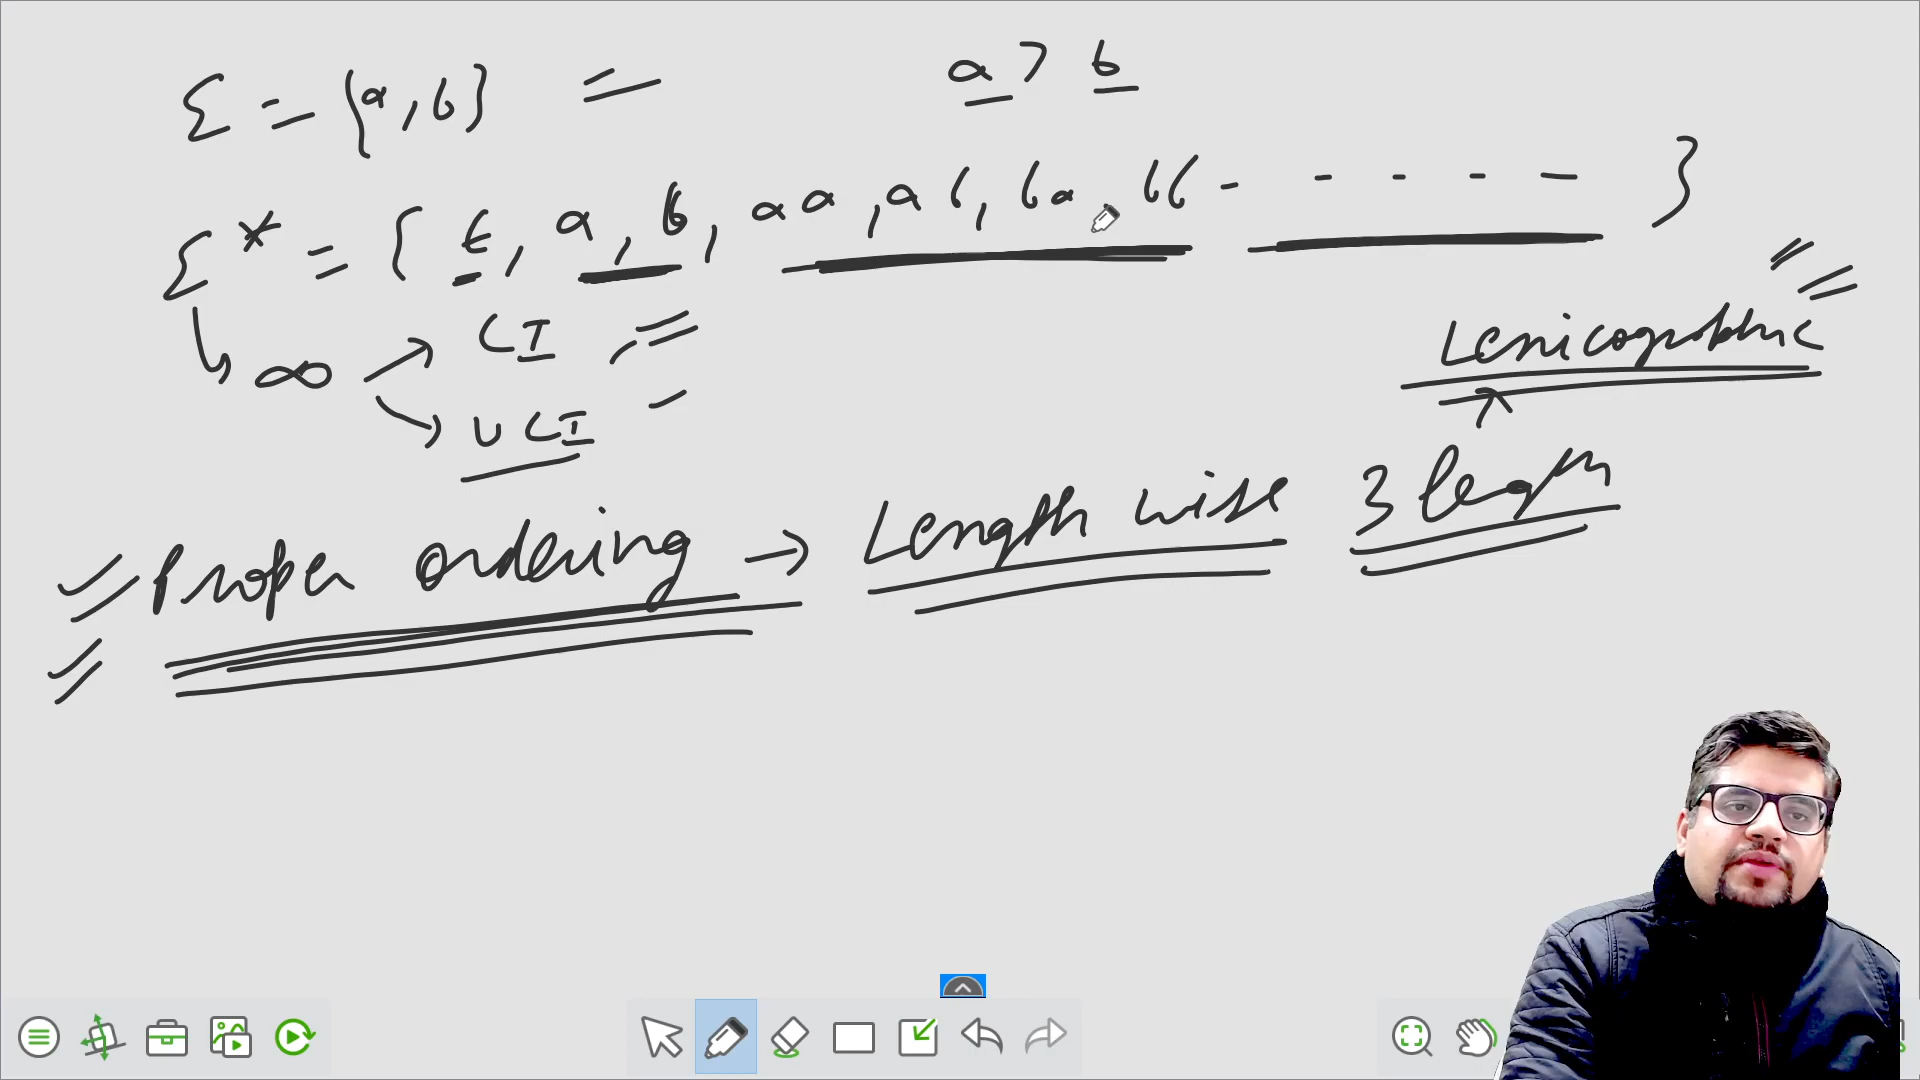 Σ = {a, b}
a > b
Σ* = { ε, a, b, aa, ab, ba, bb - - - - - }
∞ → CI
→ UCI
Lexicographic
Proper ordering → Length wise 3 length